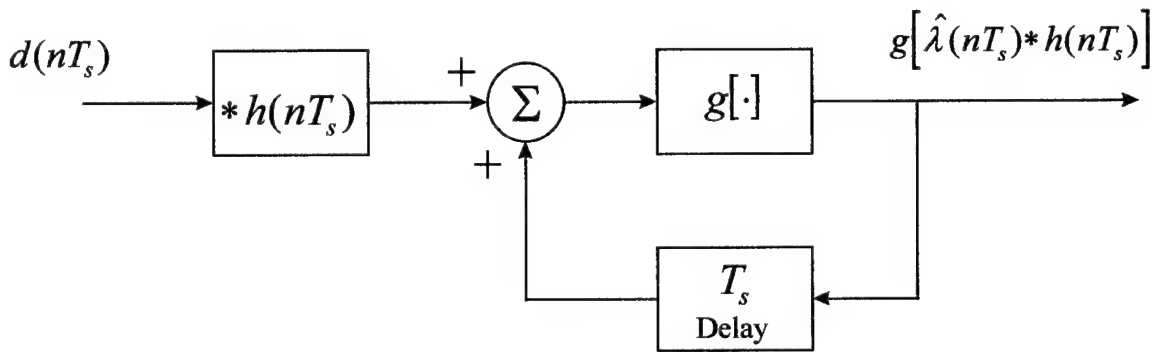 d(nT_s)
g[λ̂(nT_s)*h(nT_s)]
*h(nT_s)
+
Σ
g[·]
+
T_s
Delay